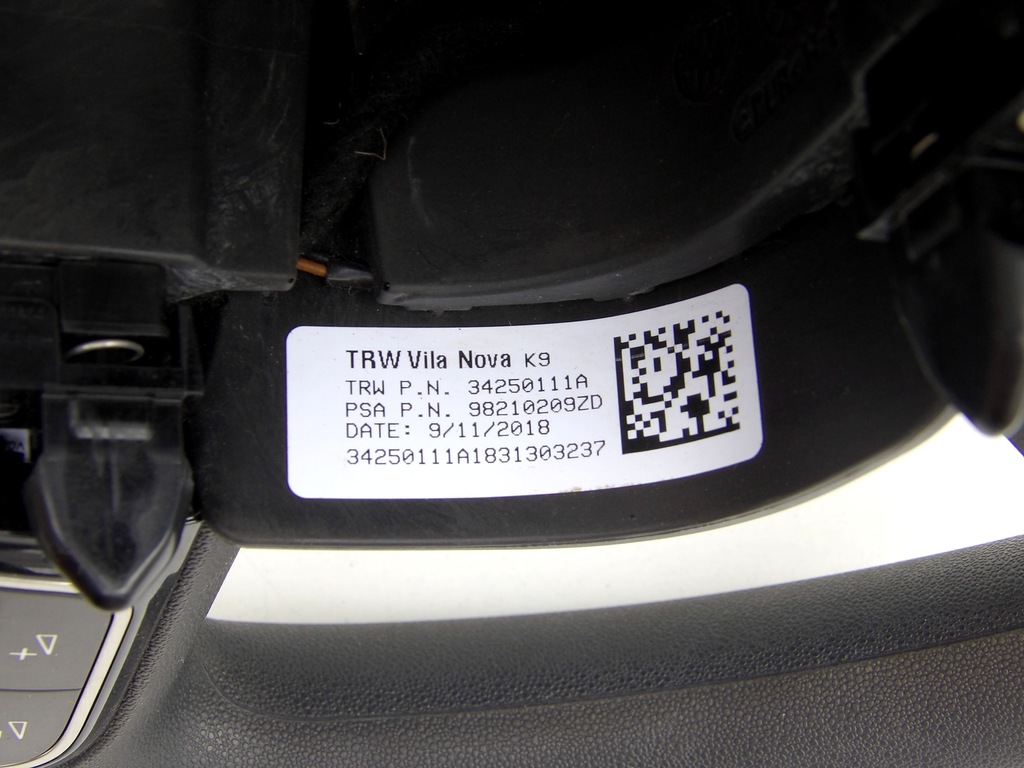 TRW Vila Nova K9
TRW P.N. 34250111A
PSA P.N. 98210209ZD
DATE: 9/11/2018
34250111A1831303237